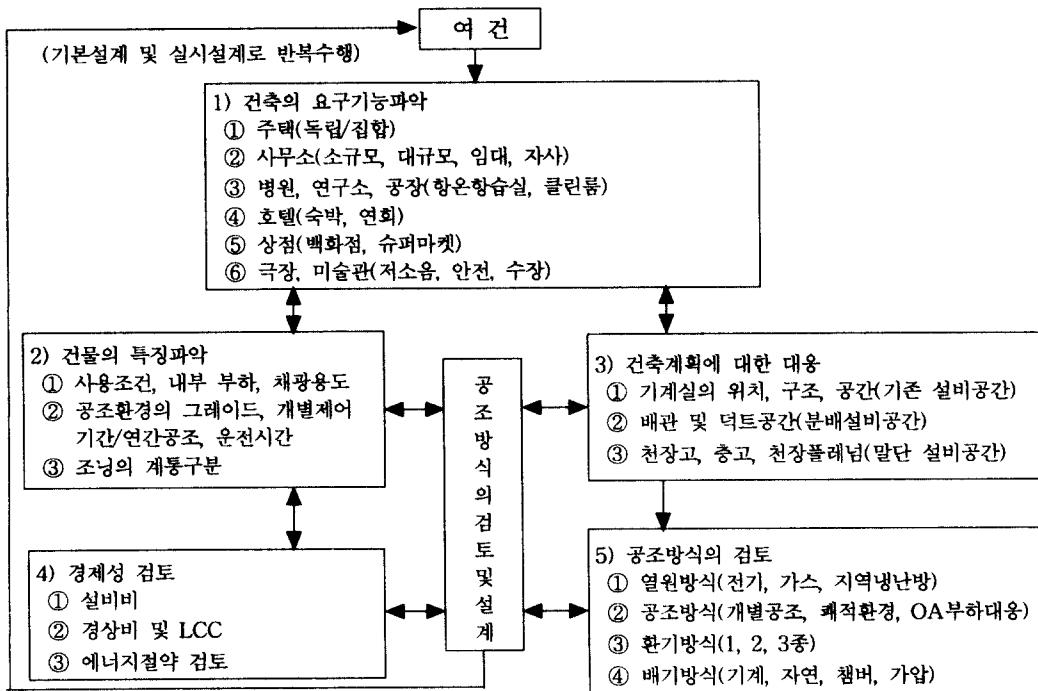 여 건
(기본설계 및 실시설계로 반복수행)
1) 건축의 요구기능파악
① 주택(독립/집합)
② 사무소(소규모, 대규모, 임대, 자사)
③ 병원, 연구소, 공장(항온항습실, 클린룸)
④ 호텔(숙박, 연회)
⑤ 상점(백화점, 슈퍼마켓)
⑥ 극장, 미술관(저소음, 안전, 수장)
2) 건물의 특징파악
① 사용조건, 내부 부하, 채광용도
② 공조환경의 그레이드, 개별제어
기간/연간공조, 운전시간
③ 조닝의 계통구분
공조방식의검토및설계
3) 건축계획에 대한 대응
① 기계실의 위치, 구조, 공간(기존 설비공간)
② 배관 및 덕트공간(분배설비공간)
③ 천장고, 층고, 천장플레넘(말단 설비공간)
4) 경제성 검토
① 설비비
② 경상비 및 LCC
③ 에너지절약 검토
5) 공조방식의 검토
① 열원방식(전기, 가스, 지역냉난방)
② 공조방식(개별공조, 쾌적환경, OA부하대응)
③ 환기방식(1, 2, 3종)
④ 배기방식(기계, 자연, 챔버, 가압)